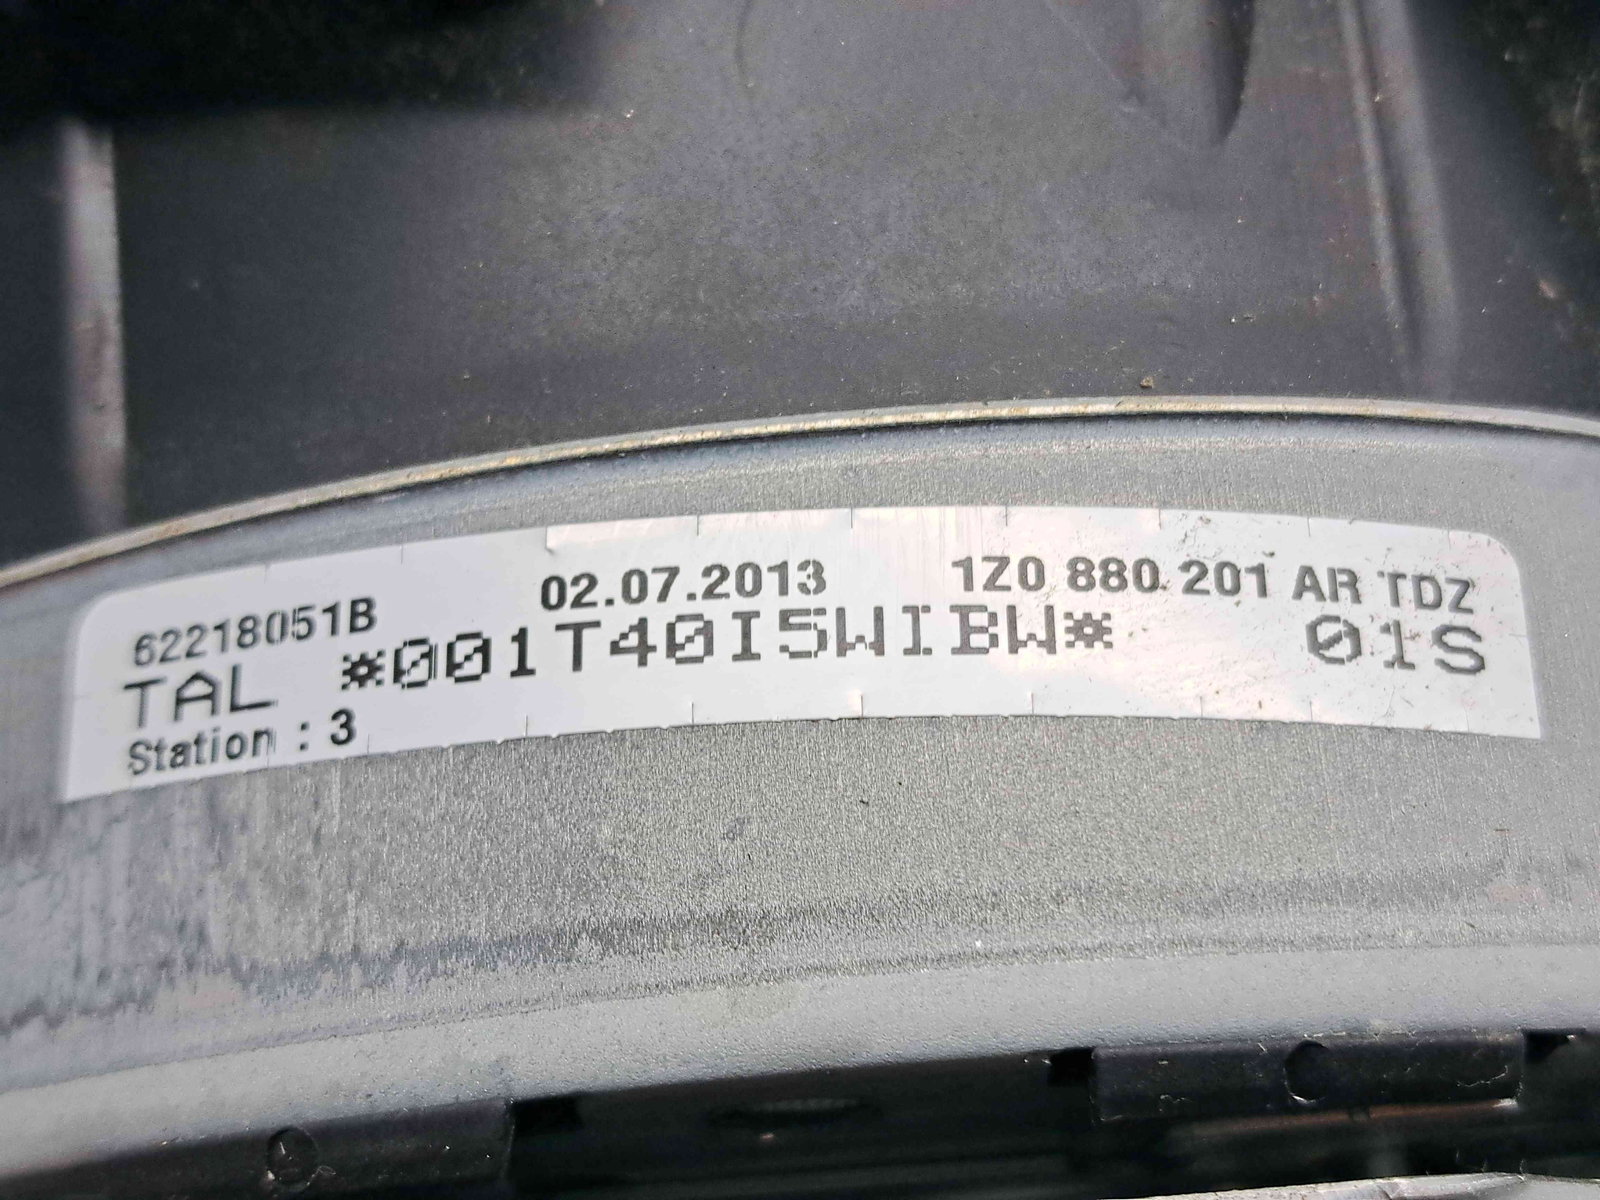 62218051B 02.07.2013 1Z0 880 201 AR TDZ
TAL *001T40I5WIBW* 01S
Station : 3